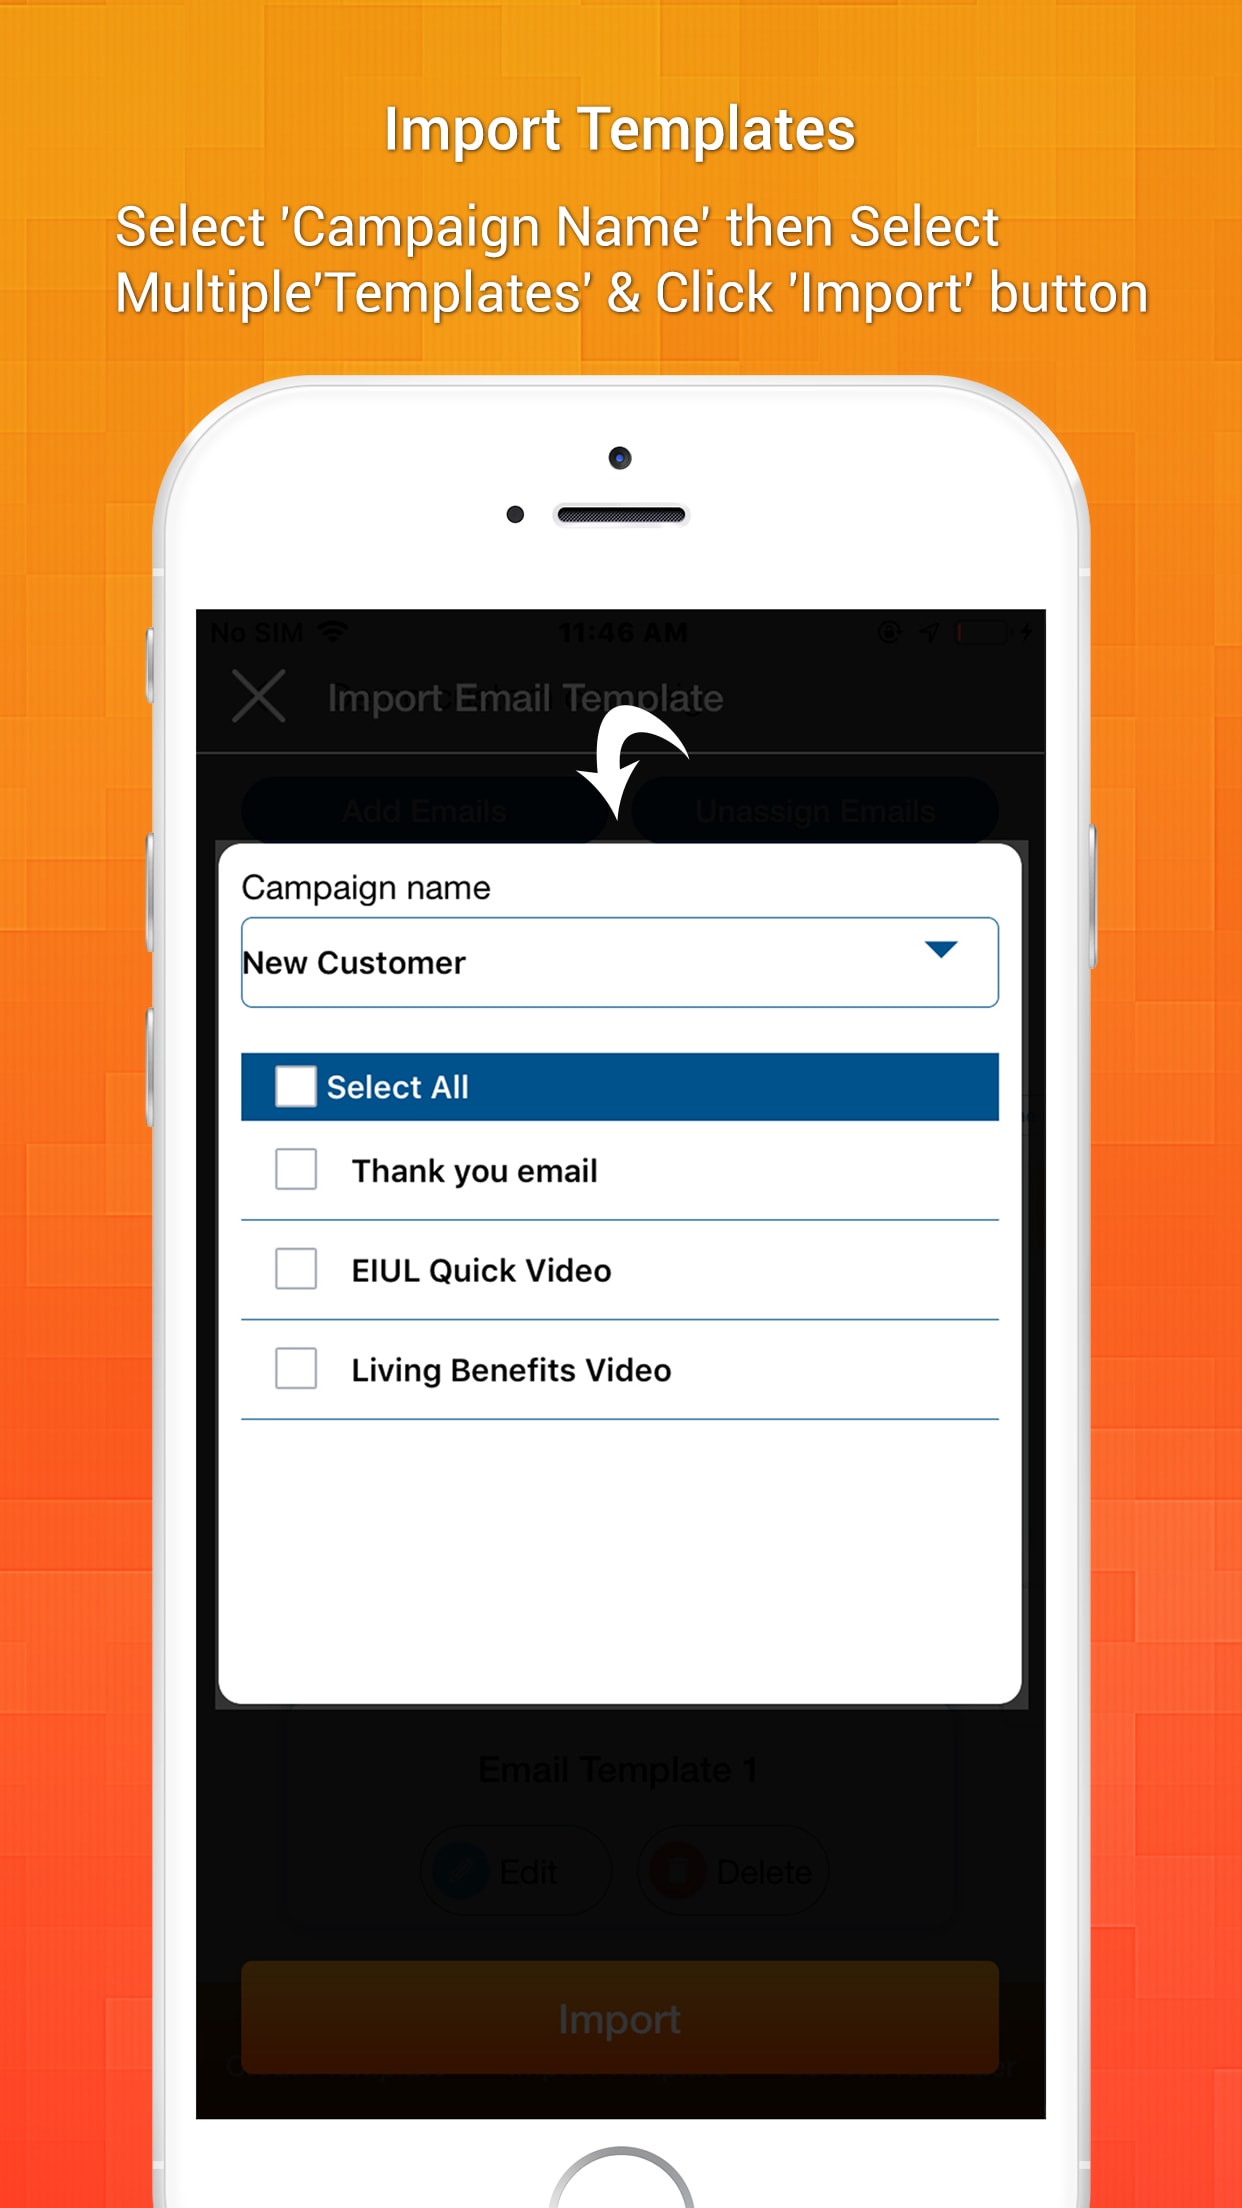 Import Templates
Select 'Campaign Name' then Select
Multiple'Templates' & Click 'Import' button
No SIM
11:46 AM
Import Email Template
Add Emails
Unassign Emails
Campaign name
New Customer
Select All
Thank you email
EIUL Quick Video
Living Benefits Video
Email Template 1
Edit
Delete
Import